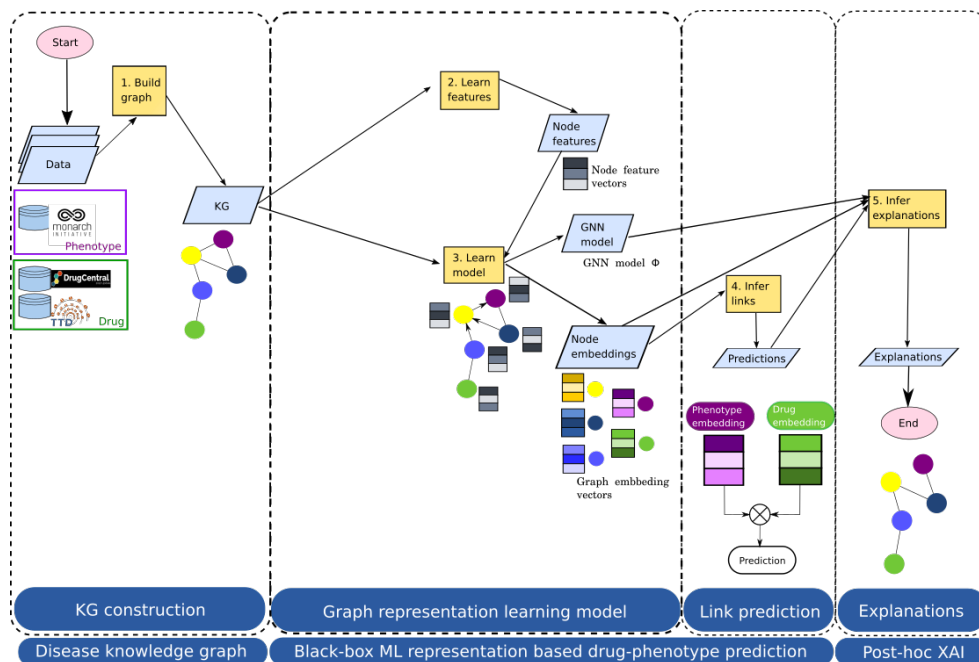 Start
1. Build
graph
Data
monarch
INITIATIVE
Phenotype
DrugCentral
TTD
Drug
KG
2. Learn
features
Node
features
Node feature
vectors
3. Learn
model
GNN
model
GNN model Φ
Node
embeddings
Graph embbeding
vectors
4. Infer
links
Predictions
Phenotype
embedding
Drug
embedding
Prediction
5. Infer
explanations
Explanations
End
KG construction
Graph representation learning model
Link prediction
Explanations
Disease knowledge graph
Black-box ML representation based drug-phenotype prediction
Post-hoc XAI